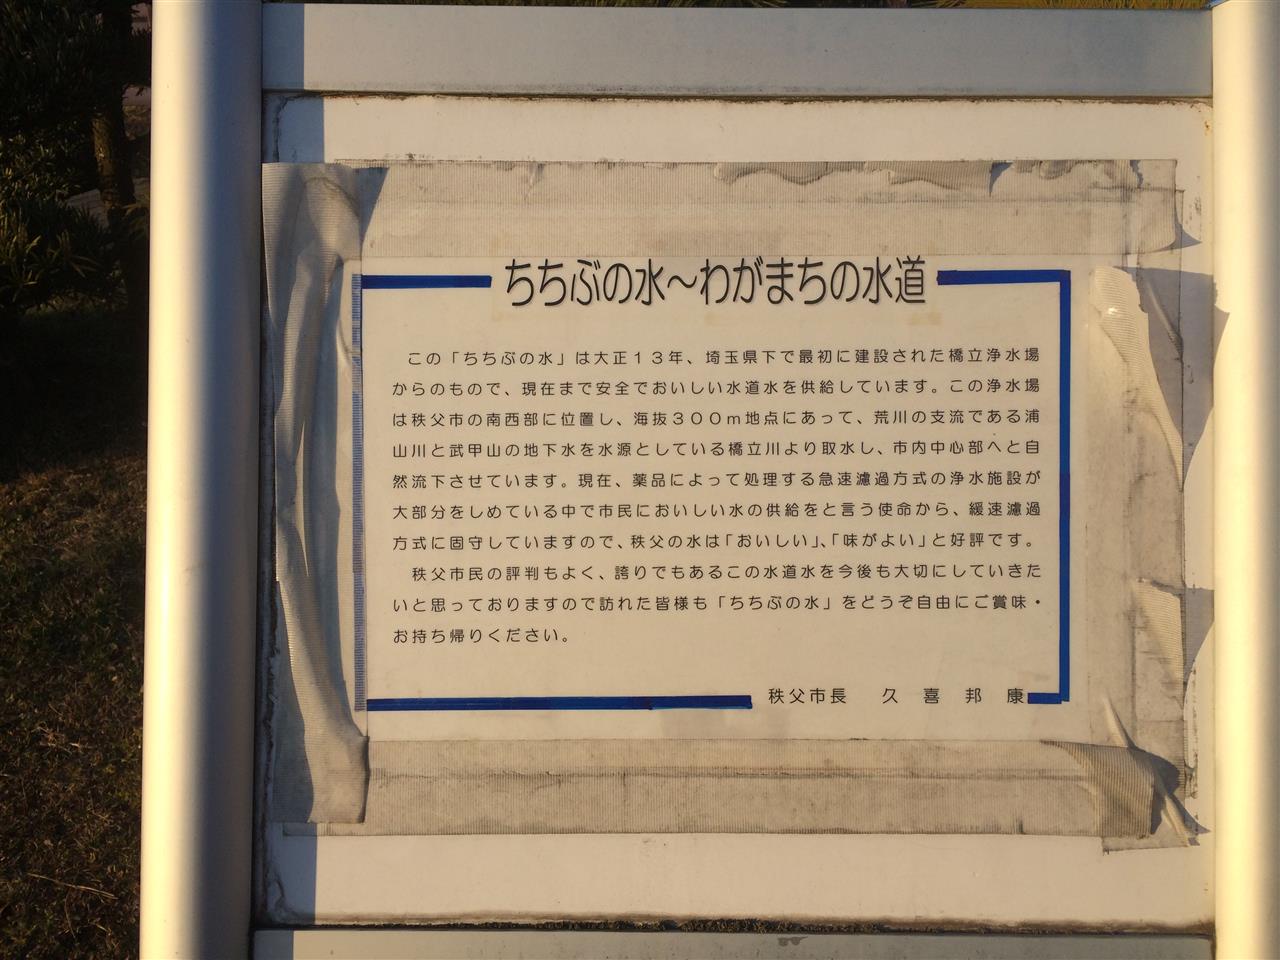 ちちぶの水～わがまちの水道
この「ちちぶの水」は大正１３年、埼玉県下で最初に建設された橋立浄水場
からのもので、現在まで安全でおいしい水道水を供給しています。この浄水場
は秩父市の南西部に位置し、海抜３００ｍ地点にあって、荒川の支流である浦
山川と武甲山の地下水を水源としている橋立川より取水し、市内中心部へと自
然流下させています。現在、薬品によって処理する急速濾過方式の浄水施設が
大部分をしめている中で市民においしい水の供給をと言う使命から、緩速濾過
方式に固守していますので、秩父の水は「おいしい」、「味がよい」と好評です。
秩父市民の評判もよく、誇りでもあるこの水道水を今後も大切にしていきた
いと思っておりますので訪れた皆様も「ちちぶの水」をどうぞ自由にご賞味・
お持ち帰りください。
秩父市長　久　喜　邦　康